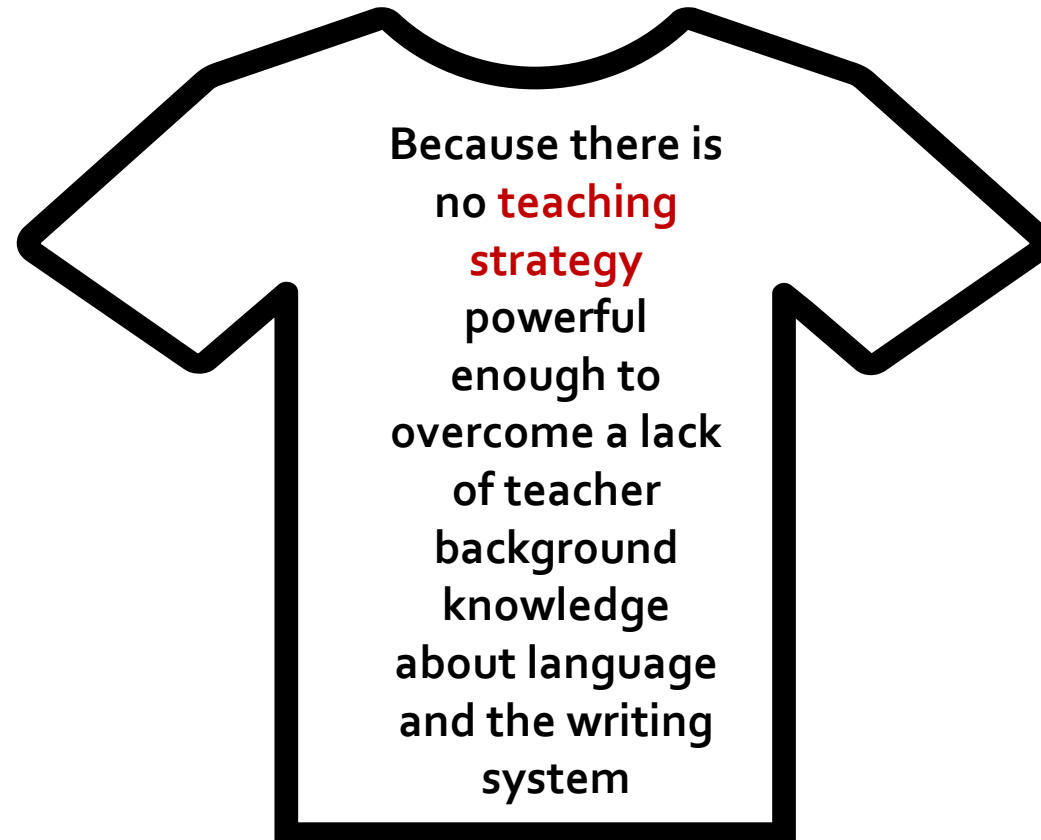 Because there is
no teaching
strategy
powerful
enough to
overcome a lack
of teacher
background
knowledge
about language
and the writing
system